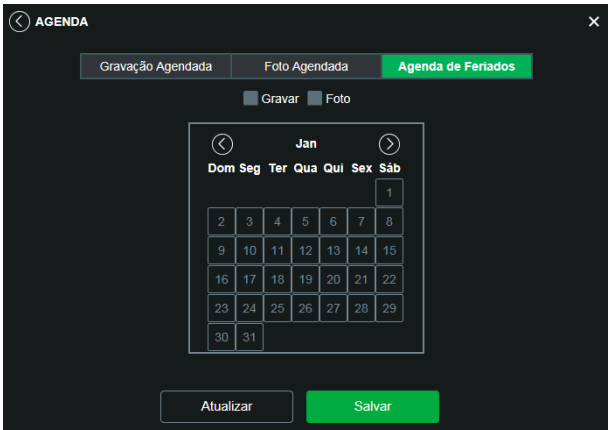 AGENDA
Gravação Agendada Foto Agendada Agenda de Feriados
Gravar Foto
Jan
Dom Seg Ter Qua Qui Sex Sáb
1
2 3 4 5 6 7 8
9 10 11 12 13 14 15
16 17 18 19 20 21 22
23 24 25 26 27 28 29
30 31
Atualizar Salvar